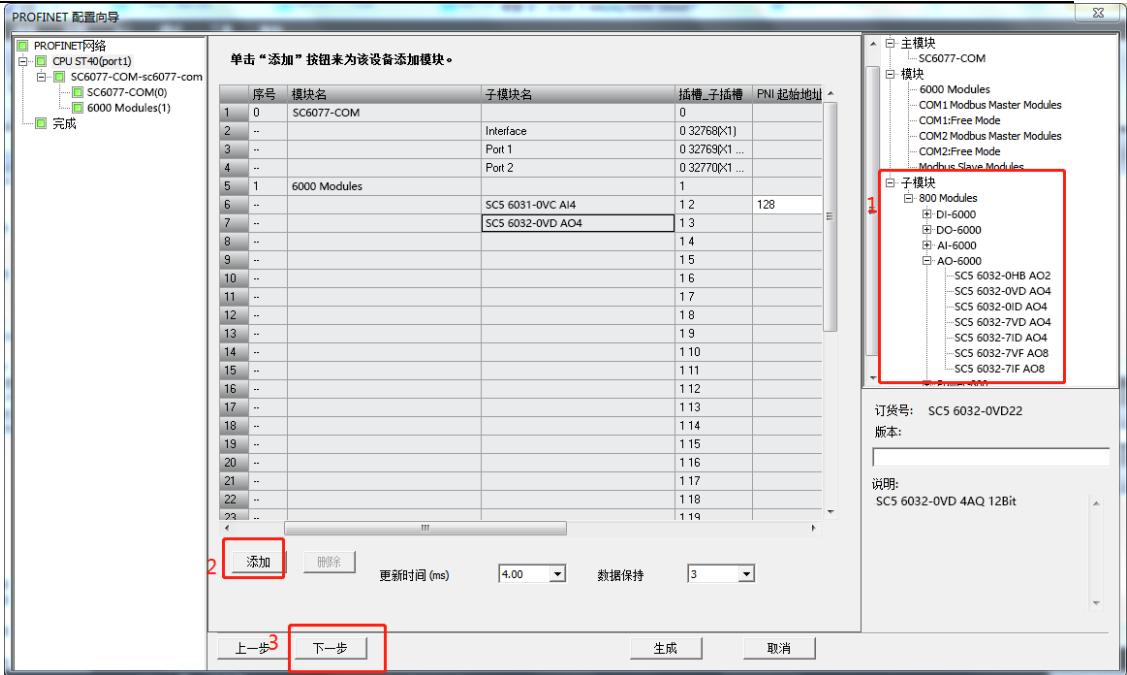 PROFINET 配置向导
PROFINET网络
CPU ST40(port1)
SC6077-COM-sc6077-com
SC6077-COM(0)
6000 Modules(1)
完成
单击“添加”按钮来为该设备添加模块。
序号 模块名 子模块名 插槽_子插槽 PNI 起始地址
1 0 SC6077-COM 0
2 -- Interface 0 32768(X1)
3 -- Port 1 0 32769(X1 ...
4 -- Port 2 0 32770(X1 ...
5 1 6000 Modules 1
6 -- SC5 6031-0VC AI4 1 2 128
7 -- SC5 6032-0VD AO4 1 3
8 -- 1 4
9 -- 1 5
10 -- 1 6
11 -- 1 7
12 -- 1 8
13 -- 1 9
14 -- 1 10
15 -- 1 11
16 -- 1 12
17 -- 1 13
18 -- 1 14
19 -- 1 15
20 -- 1 16
21 -- 1 17
22 -- 1 18
23 -- 1 19
2 添加 删除
更新时间 (ms) 4.00 数据保持 3
上一步 3 下一步 生成 取消
主模块
SC6077-COM
模块
6000 Modules
COM1 Modbus Master Modules
COM1:Free Mode
COM2 Modbus Master Modules
COM2:Free Mode
Modbus Slave Modules
子模块
1
800 Modules
DI-6000
DO-6000
AI-6000
AO-6000
SC5 6032-0HB AO2
SC5 6032-0VD AO4
SC5 6032-0ID AO4
SC5 6032-7VD AO4
SC5 6032-7ID AO4
SC5 6032-7VF AO8
SC5 6032-7IF AO8
订货号: SC5 6032-0VD22
版本:
说明:
SC5 6032-0VD 4AQ 12Bit